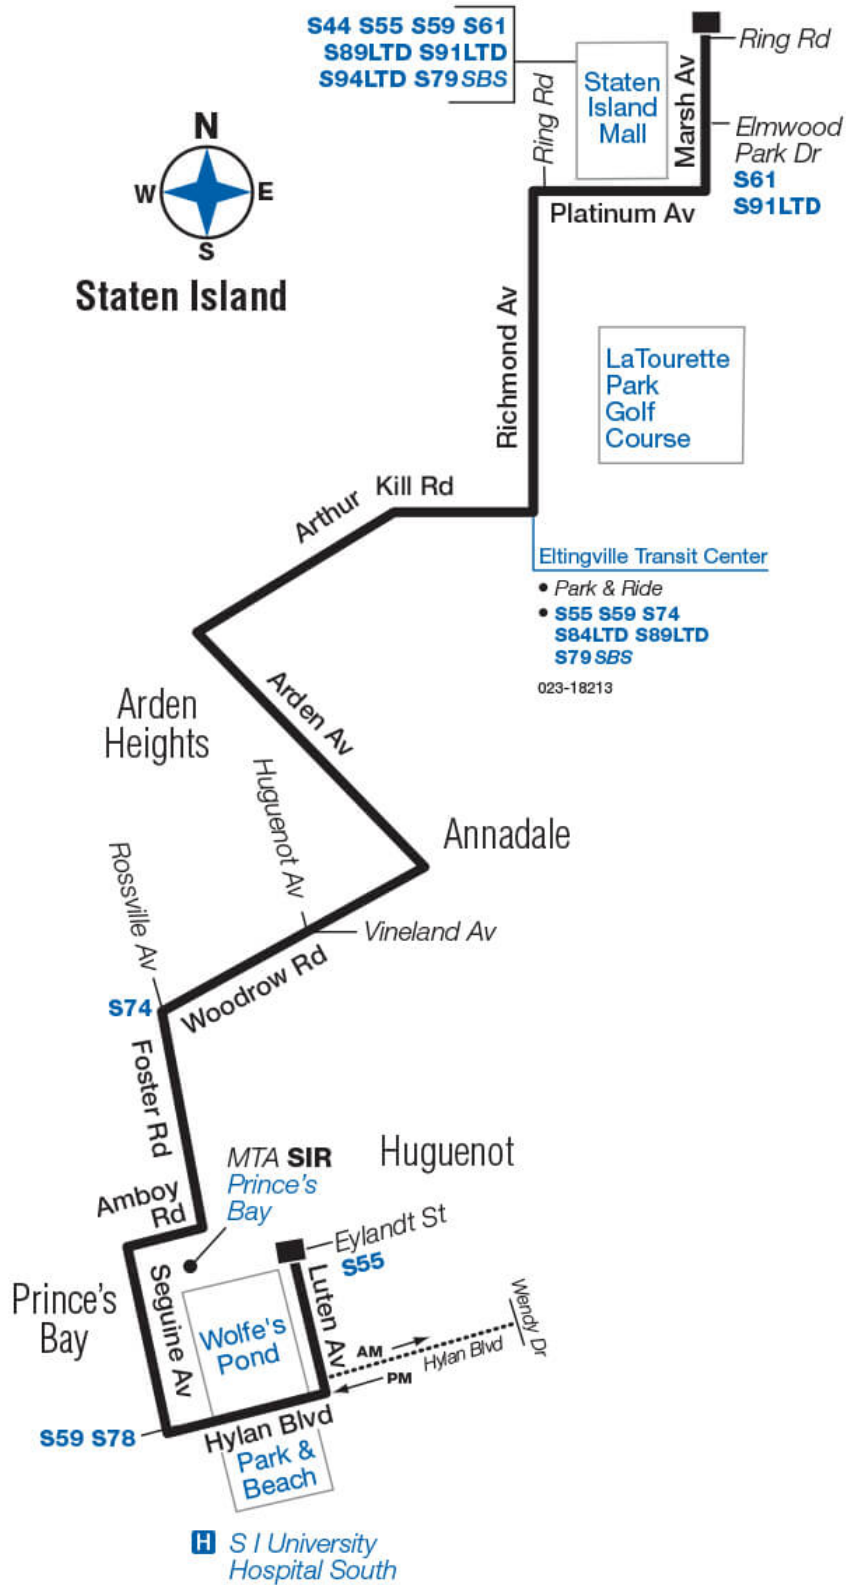 S44 S55 S59 S61
S89LTD S91LTD
S94LTD S79SBS
Ring Rd
Staten
Island
Mall
Marsh Av
Ring Rd
Elmwood
Park Dr
S61
S91LTD
Platinum Av
N
W
E
S
Staten Island
Richmond Av
LaTourette
Park
Golf
Course
Arthur
Kill Rd
Eltingville Transit Center
• Park & Ride
• S55 S59 S74
S84LTD S89LTD
S79SBS
023-18213
Arden
Heights
Arden Av
Huguenot Av
Annadale
Rossville Av
Vineland Av
Woodrow Rd
S74
Foster Rd
MTA SIR
Prince's
Bay
Huguenot
Amboy
Rd
Eylandt St
S55
Prince's
Bay
Seguine Av
Wolfe's
Pond
Luten Av
AM
PM
Hylan Blvd
Wendy Dr
S59 S78
Hylan Blvd
Park &
Beach
H S I University
Hospital South